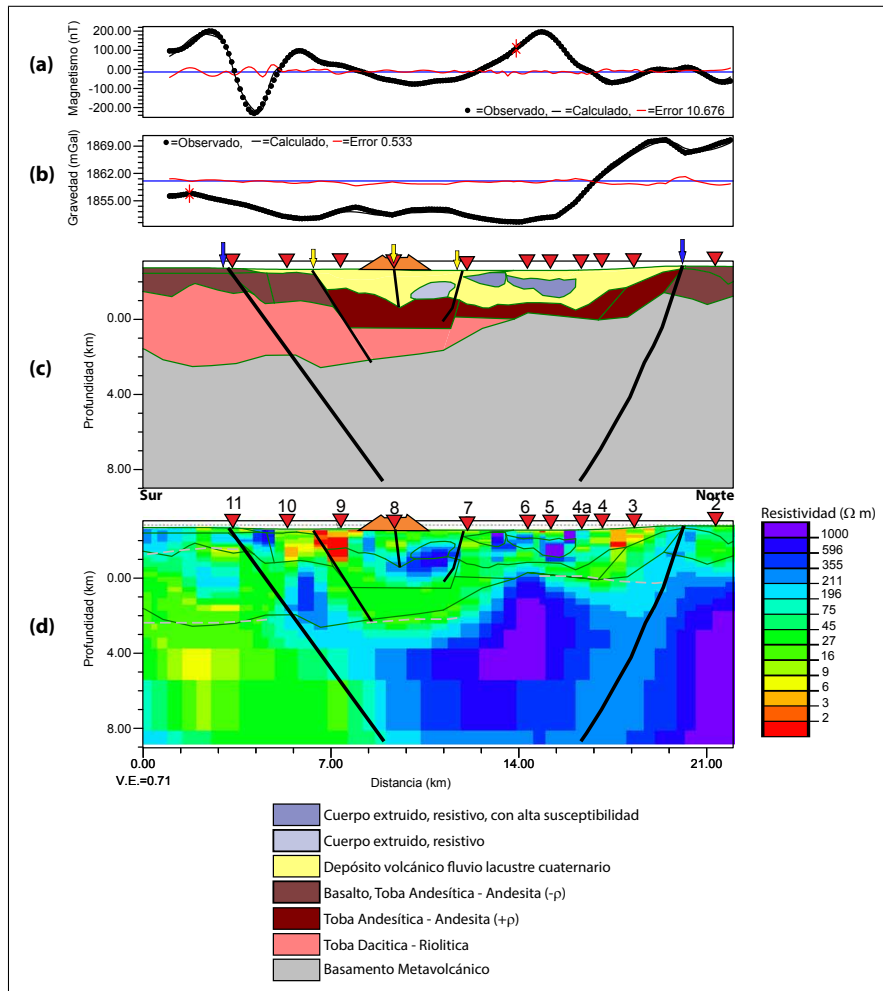 (a)
Magnetismo (nT)
200.00
100.00
0.00
-100.00
-200.00
=Observado, =Calculado, =Error 10.676
(b)
Gravedad (mGal)
1869.00
1862.00
1855.00
=Observado, =Calculado, =Error 0.533
(c)
Profundidid (km)
0.00
4.00
8.00
Sur Norte
11 10 9 8 7 6 5 4a 4 3 2
(d)
Profundidad (km)
0.00
4.00
8.00
0.00 7.00 14.00 21.00
V.E.=0.71
Distancia (km)
Resistividad (Ω m)
1000
596
355
211
196
75
45
27
16
9
6
3
2
Cuerpo extruido, resistivo, con alta susceptibilidad
Cuerpo extruido, resistivo
Depósito volcánico fluvio lacustre cuaternario
Basalto, Toba Andesítica - Andesita (-ρ)
Toba Andesítica - Andesita (+ρ)
Toba Dacitica - Riolitica
Basamento Metavolcánico